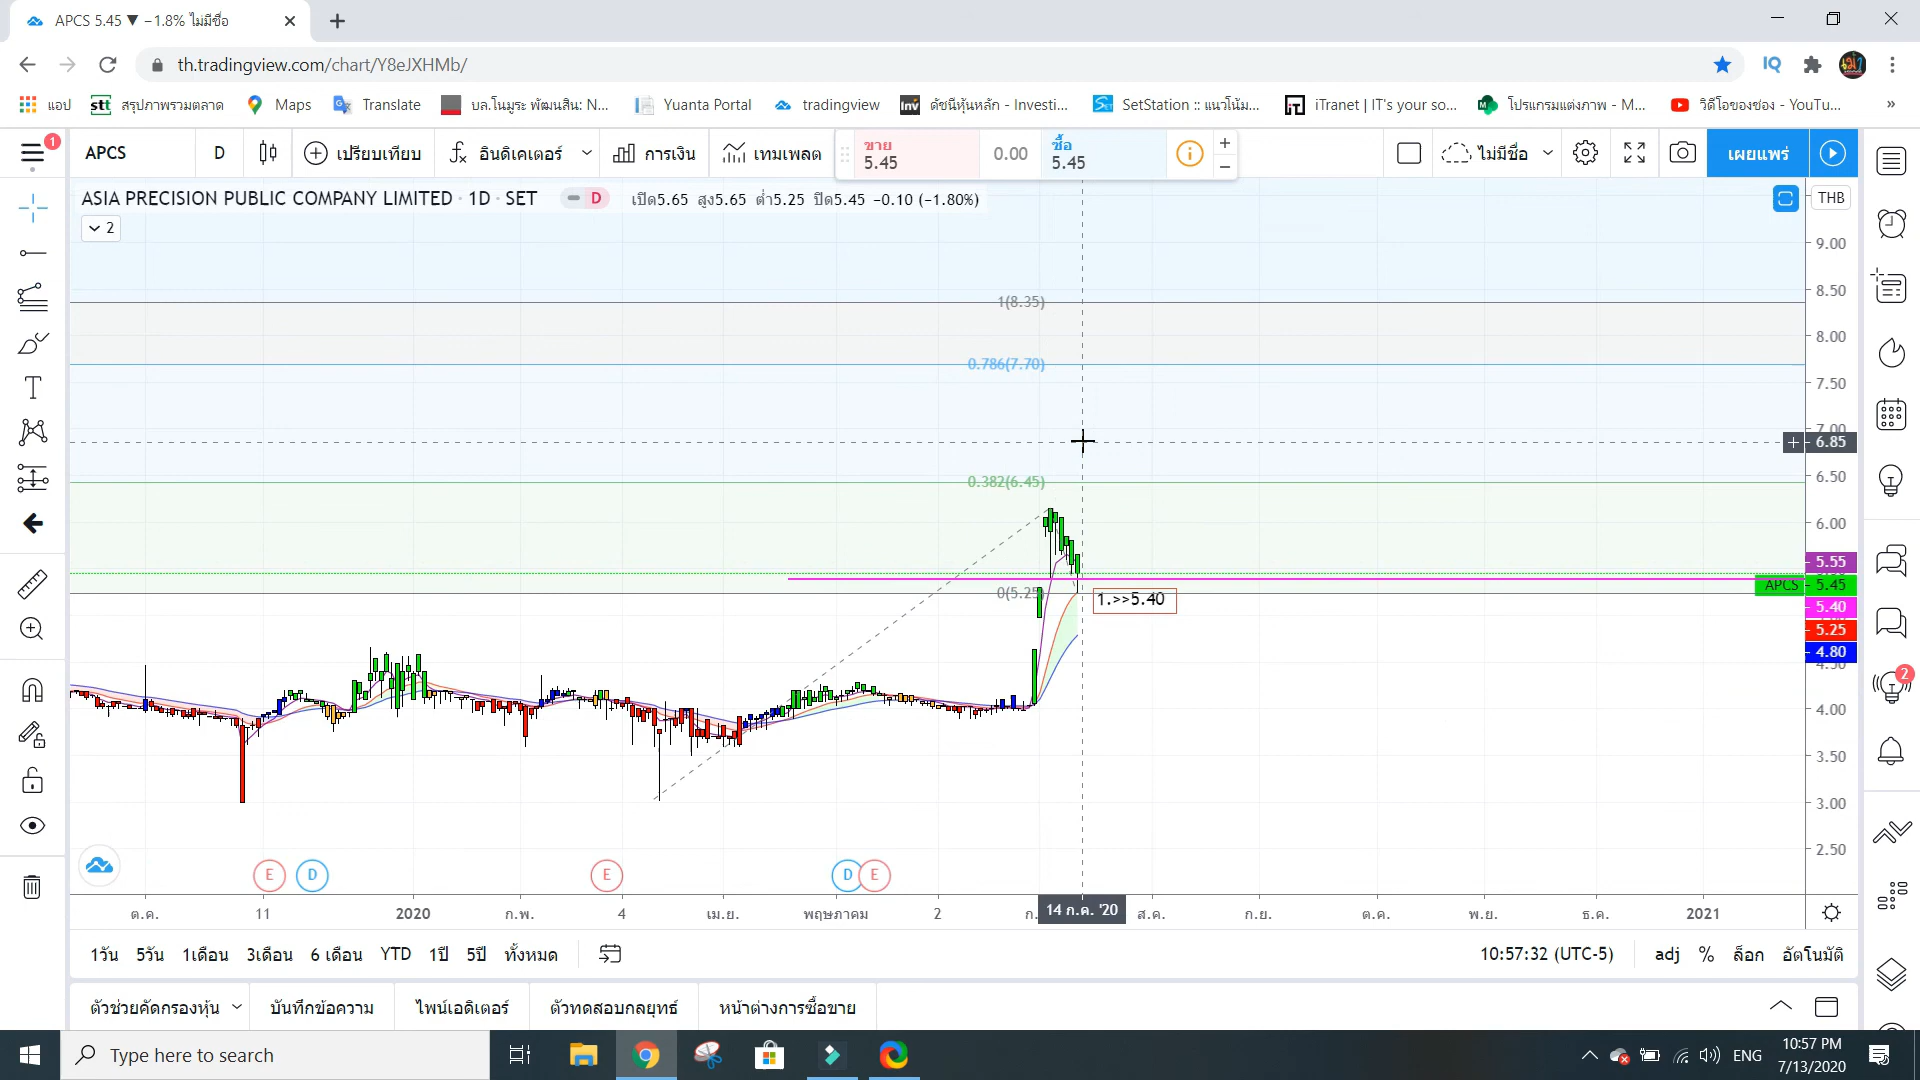 APCS 5.45 ▼ −1.8% ไม่มีชื่อ
th.tradingview.com/chart/Y8eJXHMb/
แอป
stt สรุปภาพรวมตลาด
Maps
Translate
บล.โนมูระ พัฒนสิน: N...
Yuanta Portal
tradingview
Inv ดัชนีหุ้นหลัก - Investi...
SetStation :: แนวโน้ม...
iTranet | IT's your so...
โปรแกรมแต่งภาพ - M...
วิดีโอของช่อง - YouTu...
»
1
APCS
D
เปรียบเทียบ
อินดิเคเตอร์
การเงิน
เทมเพลต
ขาย
5.45
0.00
ซื้อ
5.45
ไม่มีชื่อ
เผยแพร่
ASIA PRECISION PUBLIC COMPANY LIMITED · 1D · SET
D
เปิด5.65 สูง5.65 ต่ำ5.25 ปิด5.45 −0.10 (−1.80%)
THB
2
9.00
1(8.35)
8.50
8.00
0.786(7.70)
7.50
7.00
6.85
0.382(6.45)
6.50
6.00
5.55
APCS 5.45
0(5.25)
1.>>5.40
5.40
5.25
4.80
4.50
4.00
3.50
3.00
2.50
2
E D E D E
ต.ค. 11 2020 ก.พ. 4 เม.ย. พฤษภาคม 2 ก. 14 ก.ค. '20 ส.ค. ก.ย. ต.ค. พ.ย. ธ.ค. 2021
1วัน 5วัน 1เดือน 3เดือน 6 เดือน YTD 1ปี 5ปี ทั้งหมด
10:57:32 (UTC-5) adj % ล็อก อัตโนมัติ
ตัวช่วยคัดกรองหุ้น บันทึกข้อความ ไพน์เอดิเตอร์ ตัวทดสอบกลยุทธ์ หน้าต่างการซื้อขาย
Type here to search
ENG
10:57 PM
7/13/2020